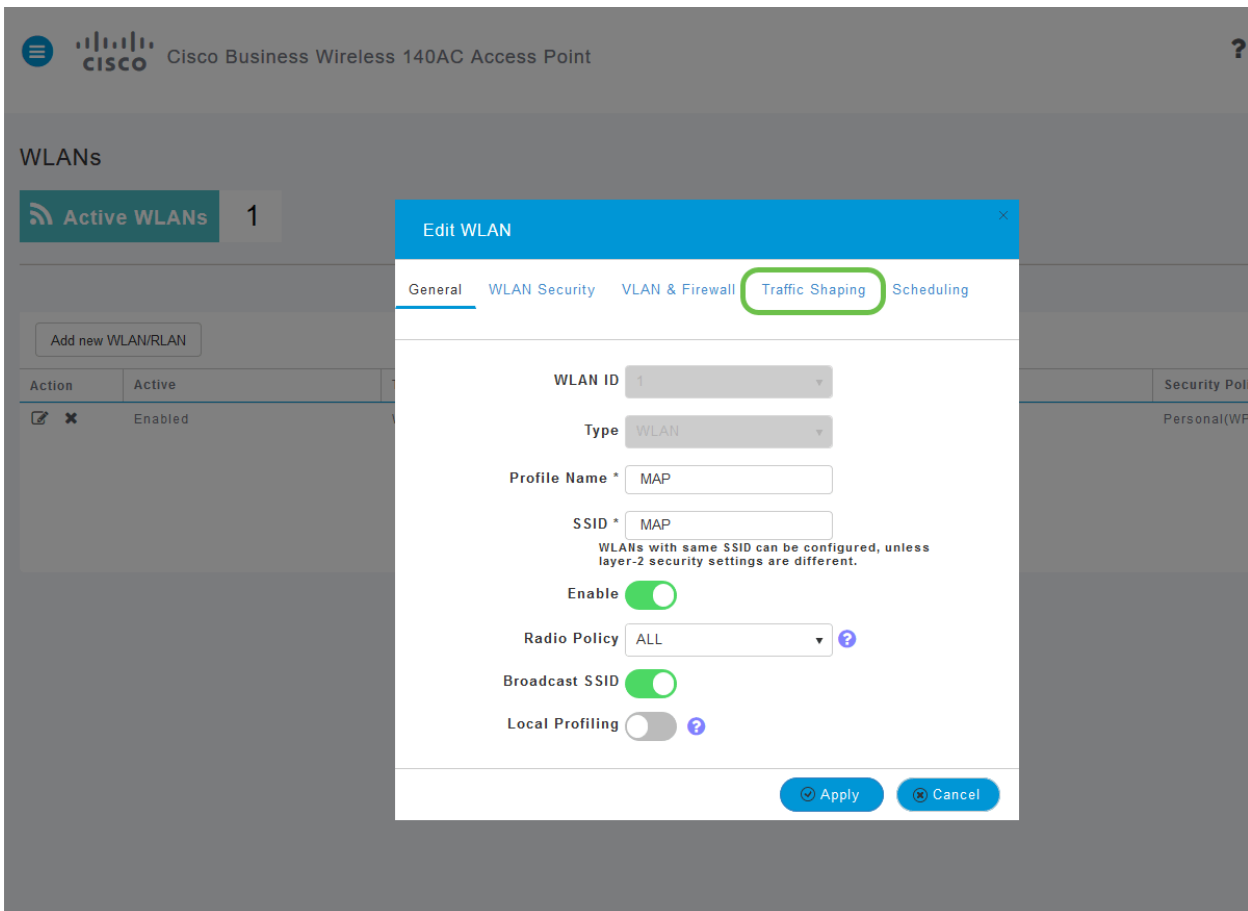 CISCO Cisco Business Wireless 140AC Access Point ?
WLANs
Active WLANs 1
Edit WLAN
General WLAN Security VLAN & Firewall Traffic Shaping Scheduling
Add new WLAN/RLAN
Action Active Security Pol
Enabled Personal(WP
WLAN ID 1
Type WLAN
Profile Name * MAP
SSID * MAP
WLANs with same SSID can be configured, unless
layer-2 security settings are different.
Enable
Radio Policy ALL ?
Broadcast SSID
Local Profiling ?
Apply Cancel